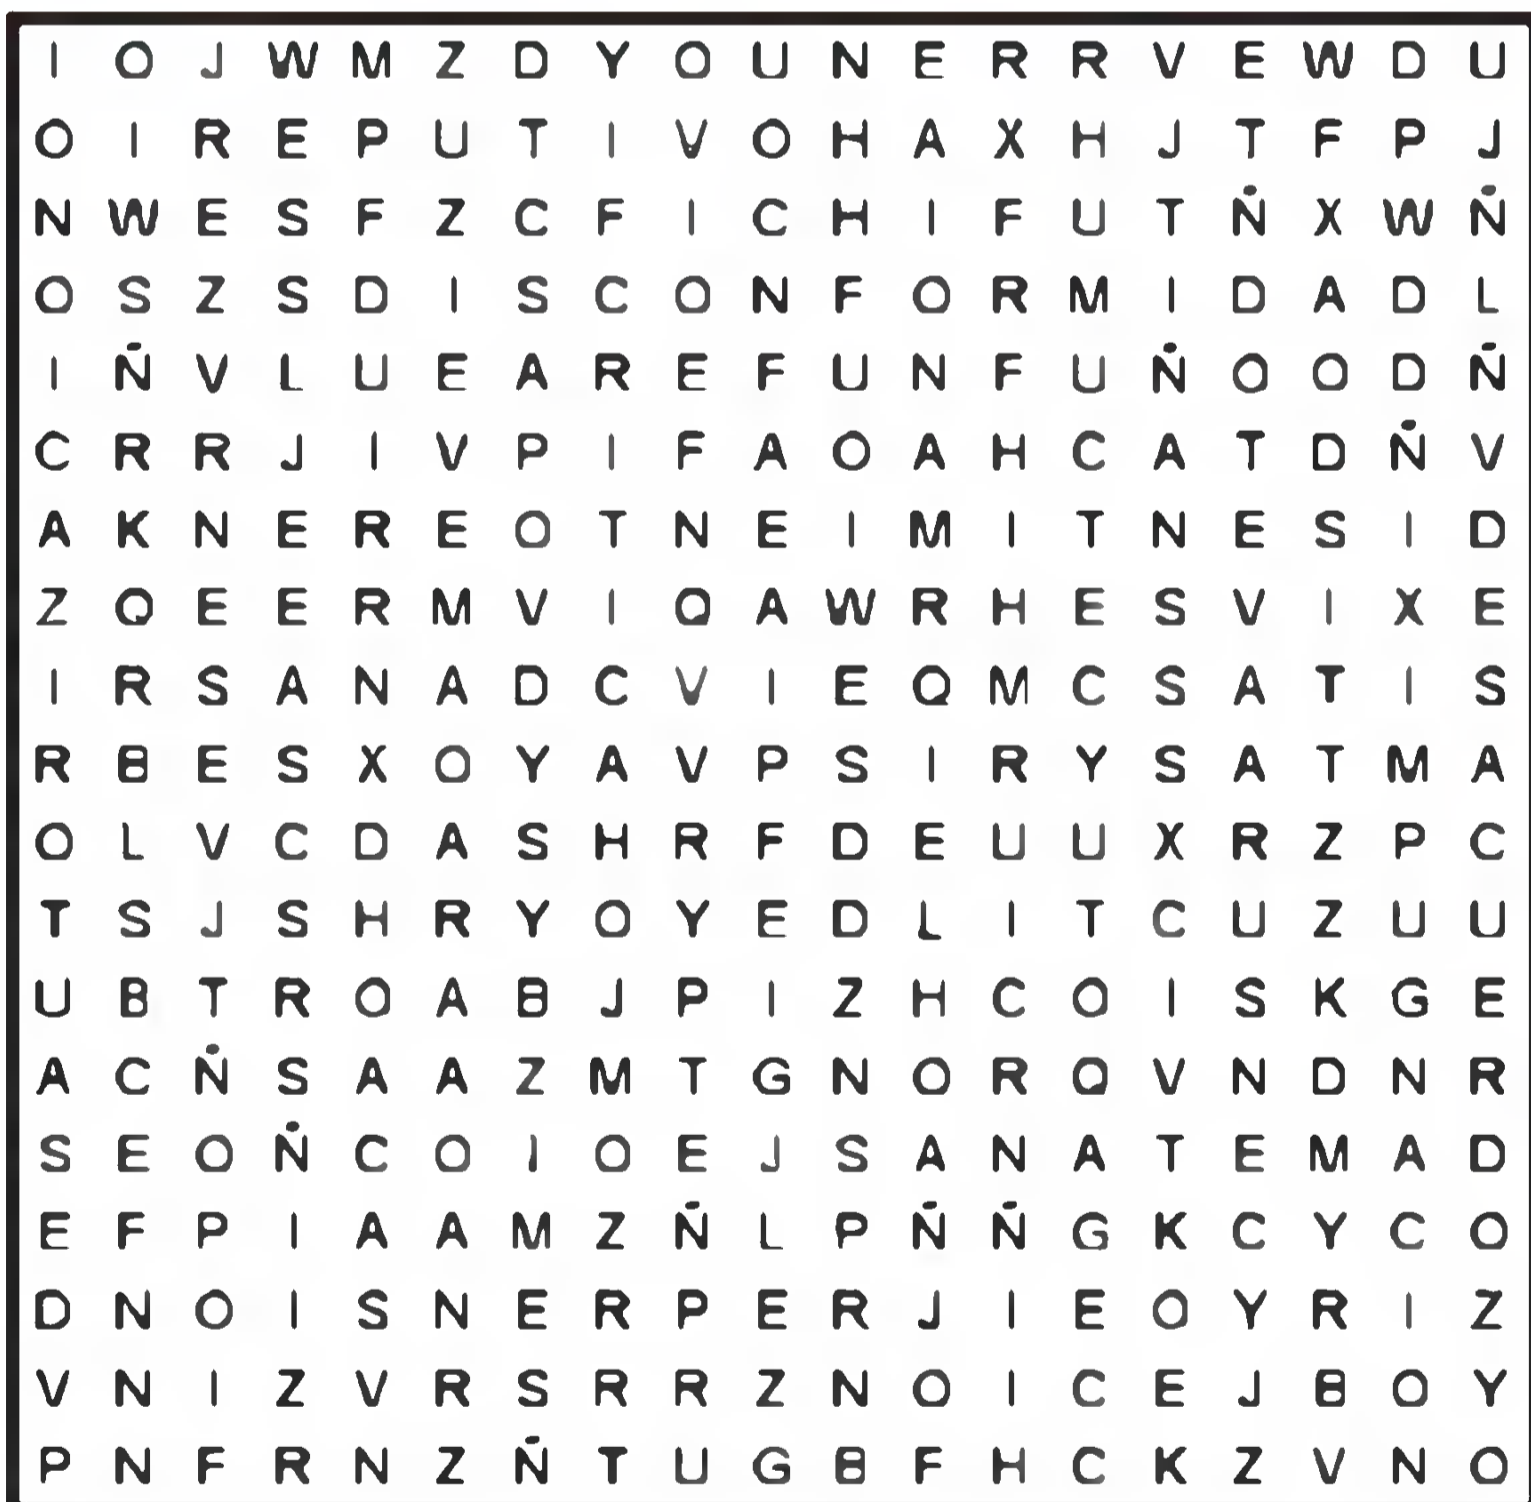 I O J W M Z D Y O U N E R R V E W D U
O I R E P U T I V O H A X H J T F P J
N W E S F Z C F I C H I F U T Ñ X W Ñ
O S Z S D I S C O N F O R M I D A D L
I Ñ V L U E A R E F U N F U Ñ O O D Ñ
C R R J I V P I F A O A H C A T D Ñ V
A K N E R E O T N E I M I T N E S I D
Z Q E E R M V I Q A W R H E S V I X E
I R S A N A D C V I E Q M C S A T I S
R B E S X O Y A V P S I R Y S A T M A
O L V C D A S H R F D E U U X R Z P C
T S J S H R Y O Y E D L I T C U Z U U
U B T R O A B J P I Z H C O I S K G E
A C Ñ S A A Z M T G N O R Q V N D N R
S E O Ñ C O I O E J S A N A T E M A D
E F P I A A M Z Ñ L P Ñ Ñ G K C Y C O
D N O I S N E R P E R J I E O Y R I Z
V N I Z V R S R R Z N O I C E J B O Y
P N F R N Z Ñ T U G B F H C K Z V N O